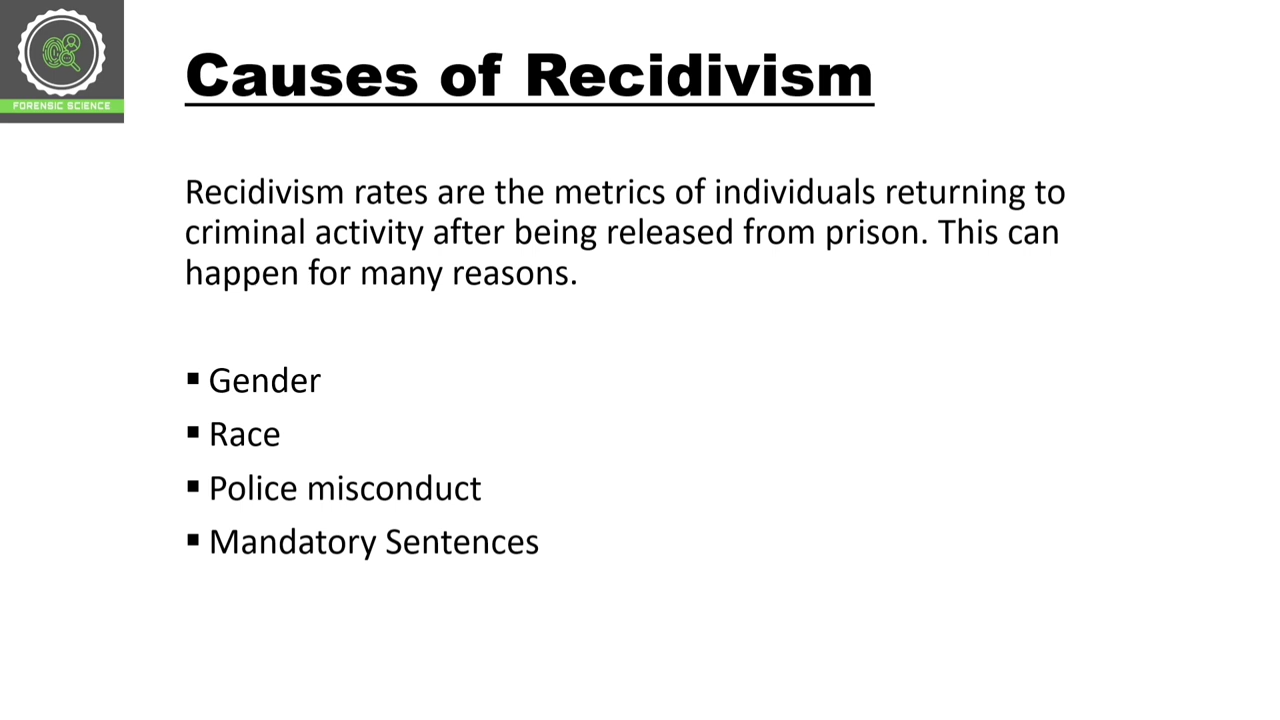 FORENSIC SCIENCE
Causes of Recidivism
Recidivism rates are the metrics of individuals returning to
criminal activity after being released from prison. This can
happen for many reasons.
▪ Gender
▪ Race
▪ Police misconduct
▪ Mandatory Sentences